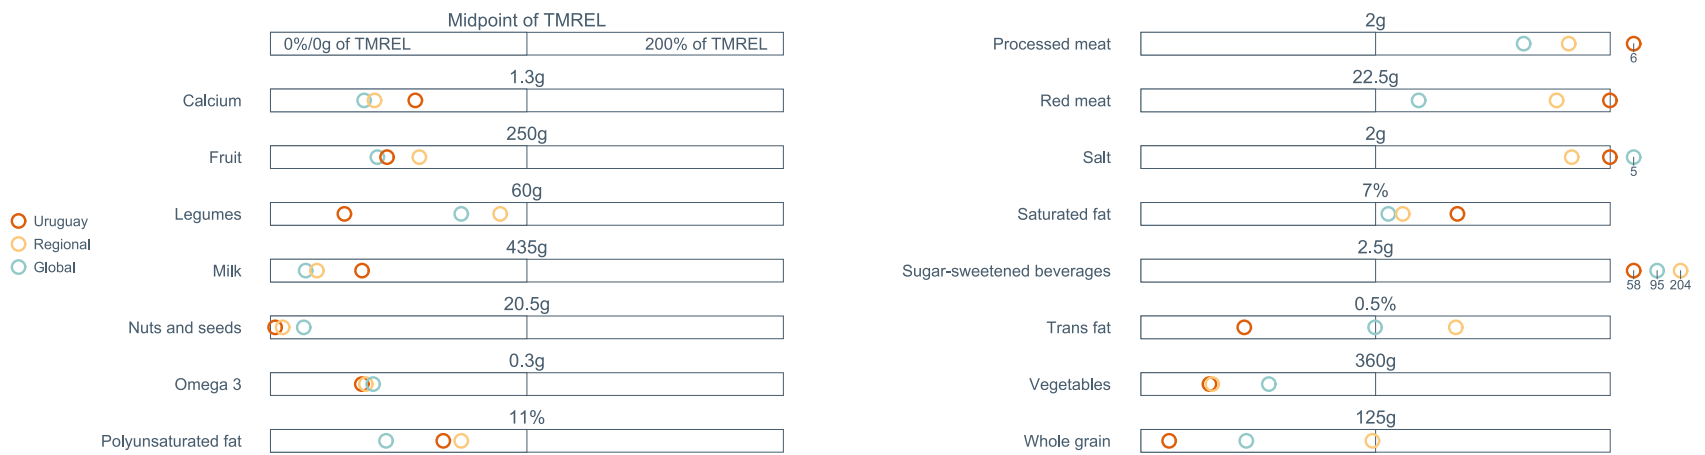 Midpoint of TMREL
0%/0g of TMREL
200% of TMREL
1.3g
Calcium
250g
Fruit
60g
Legumes
435g
Milk
20.5g
Nuts and seeds
0.3g
Omega 3
11%
Polyunsaturated fat
Uruguay
Regional
Global
2g
Processed meat
6
22.5g
Red meat
2g
Salt
5
7%
Saturated fat
2.5g
Sugar-sweetened beverages
58 95 204
0.5%
Trans fat
360g
Vegetables
125g
Whole grain